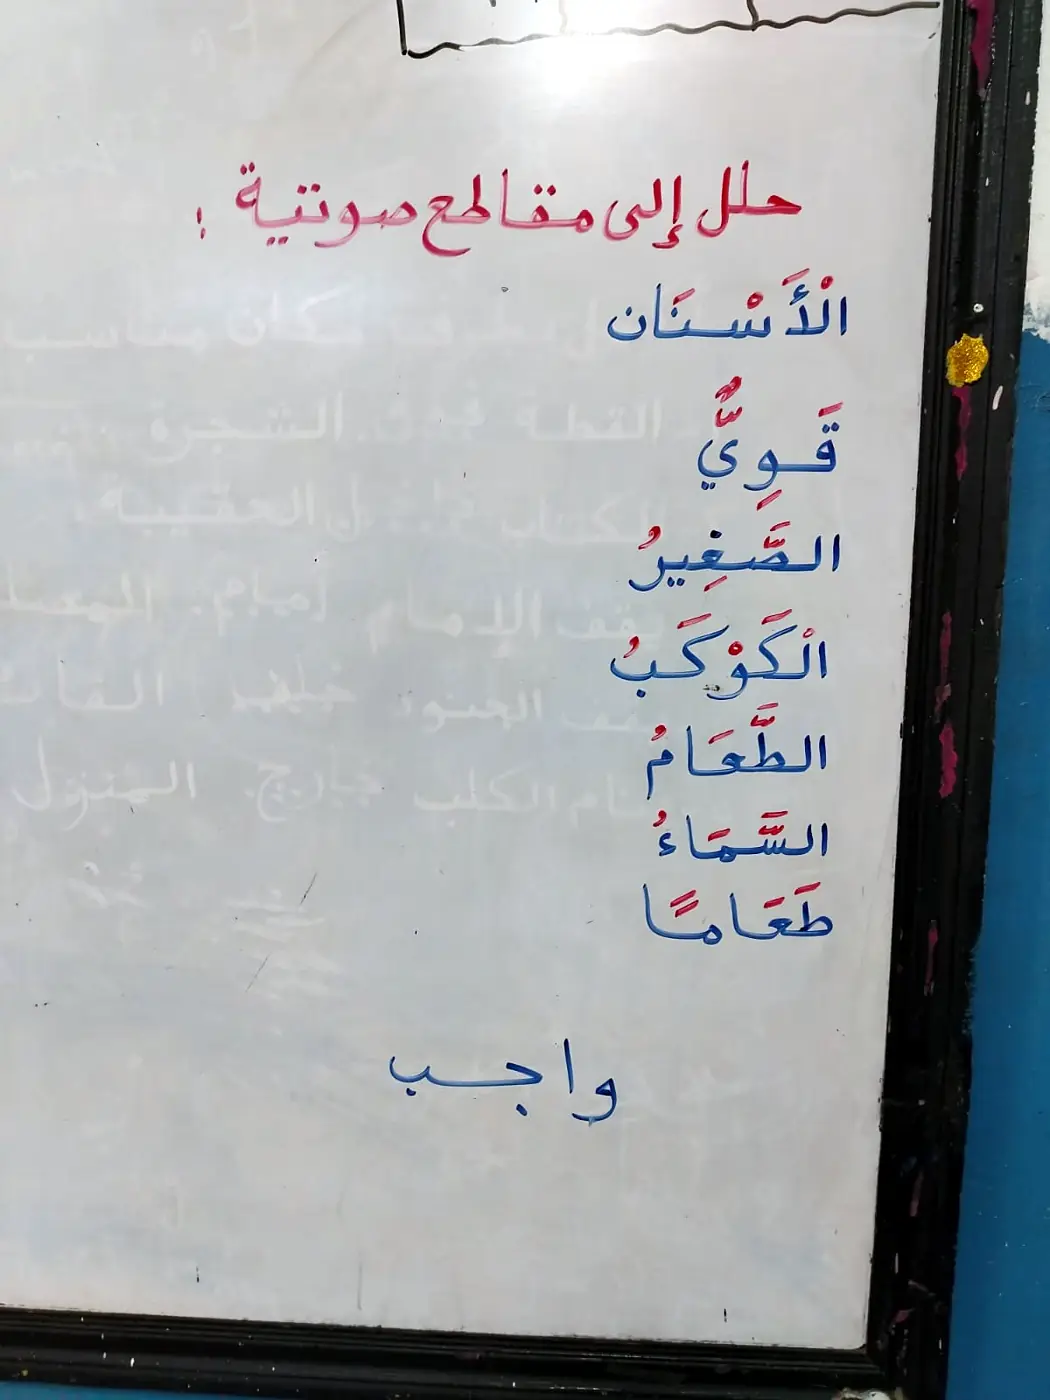 حلل إلى مقاطع صوتية :
الْأَسْنَان
قَوِيٌّ
الصَّغِيرُ
الْكَوْكَبُ
الطَّعَامُ
السَّمَاءُ
طَعَامًا
واجب